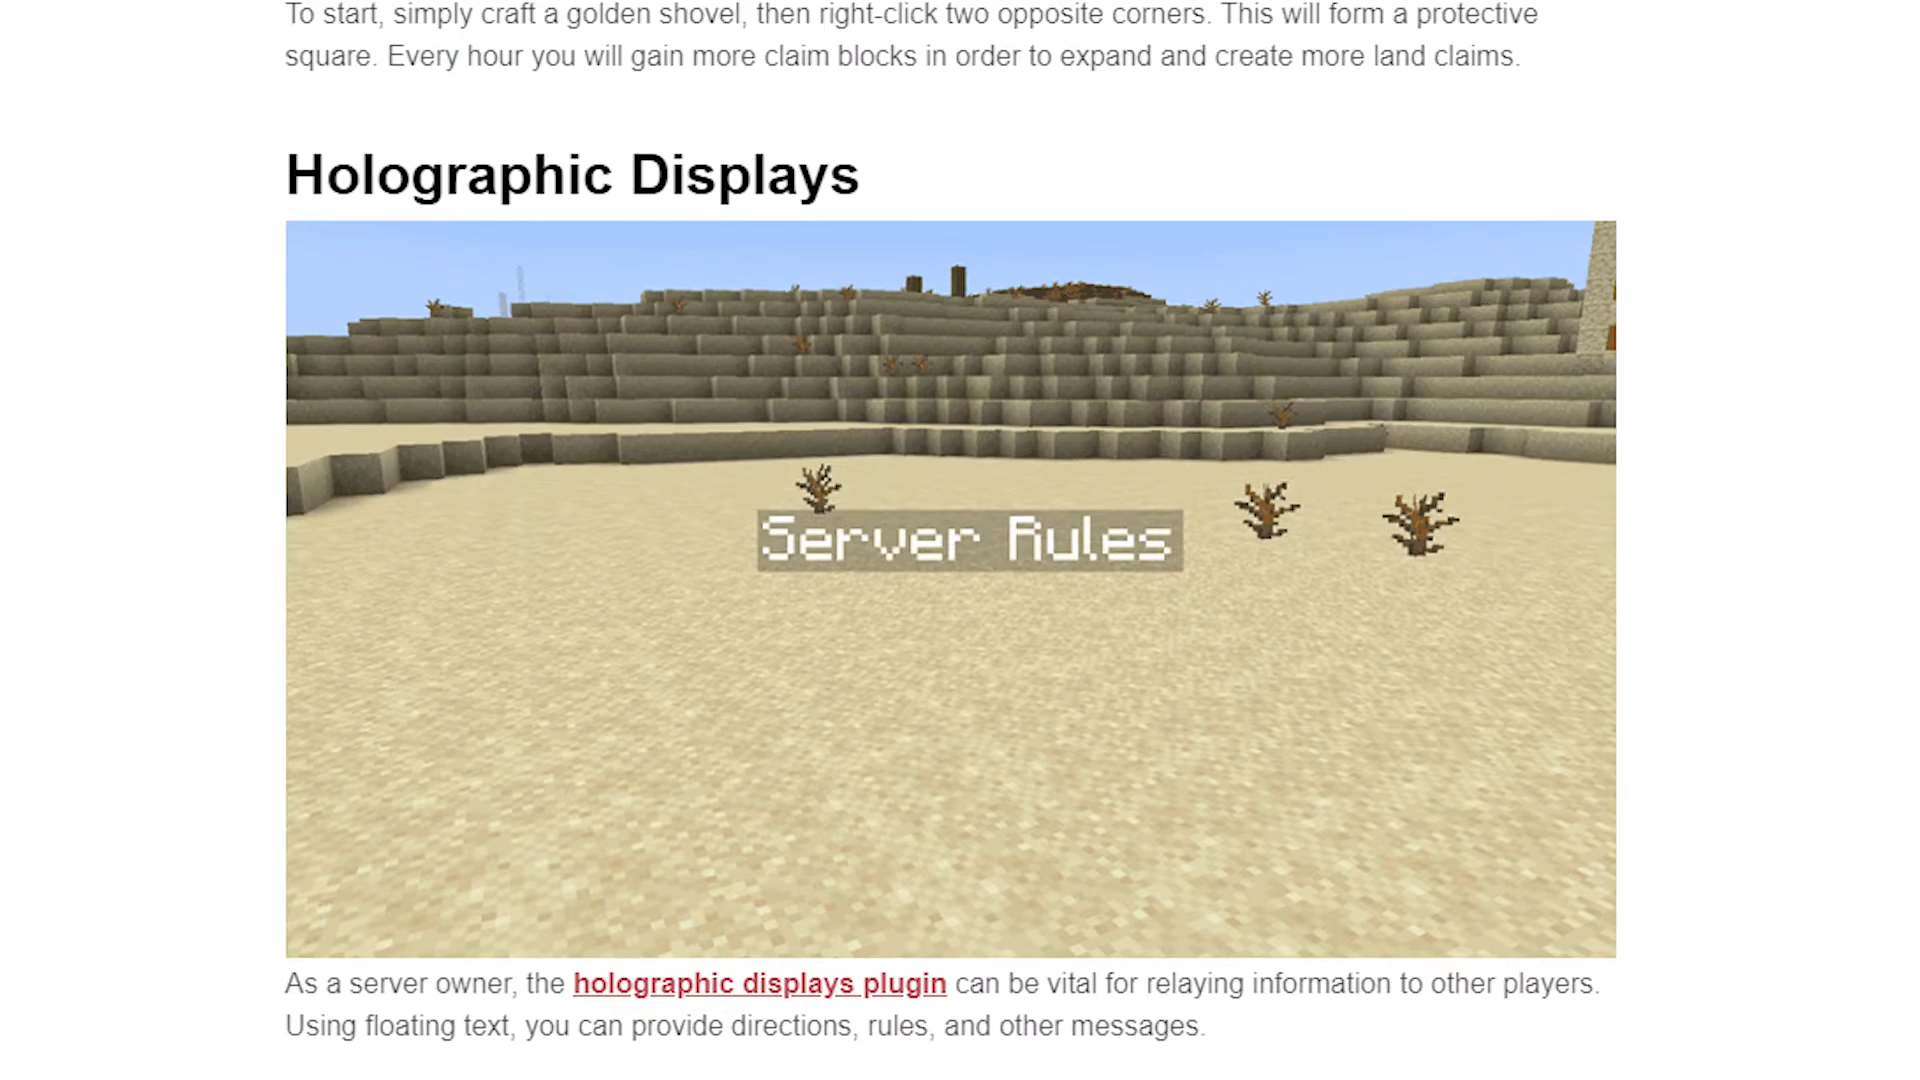 To start, simply craft a golden shovel, then right-click two opposite corners. This will form a protective
square. Every hour you will gain more claim blocks in order to expand and create more land claims.
Holographic Displays
Server Rules
As a server owner, the holographic displays plugin can be vital for relaying information to other players.
Using floating text, you can provide directions, rules, and other messages.